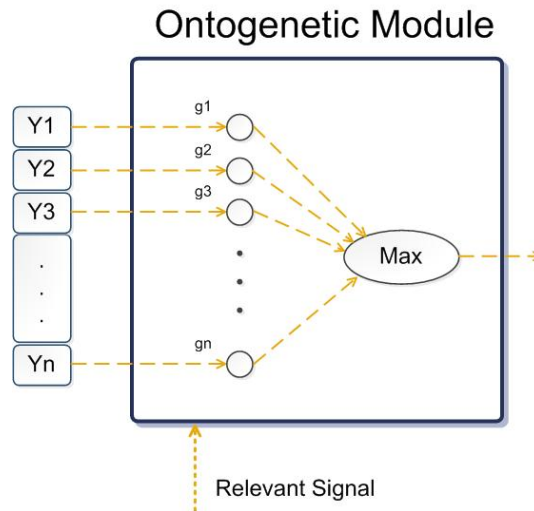 Ontogenetic Module
Y1
g1
Y2
g2
Y3
g3
.
.
.
Max
Yn
gn
Relevant Signal